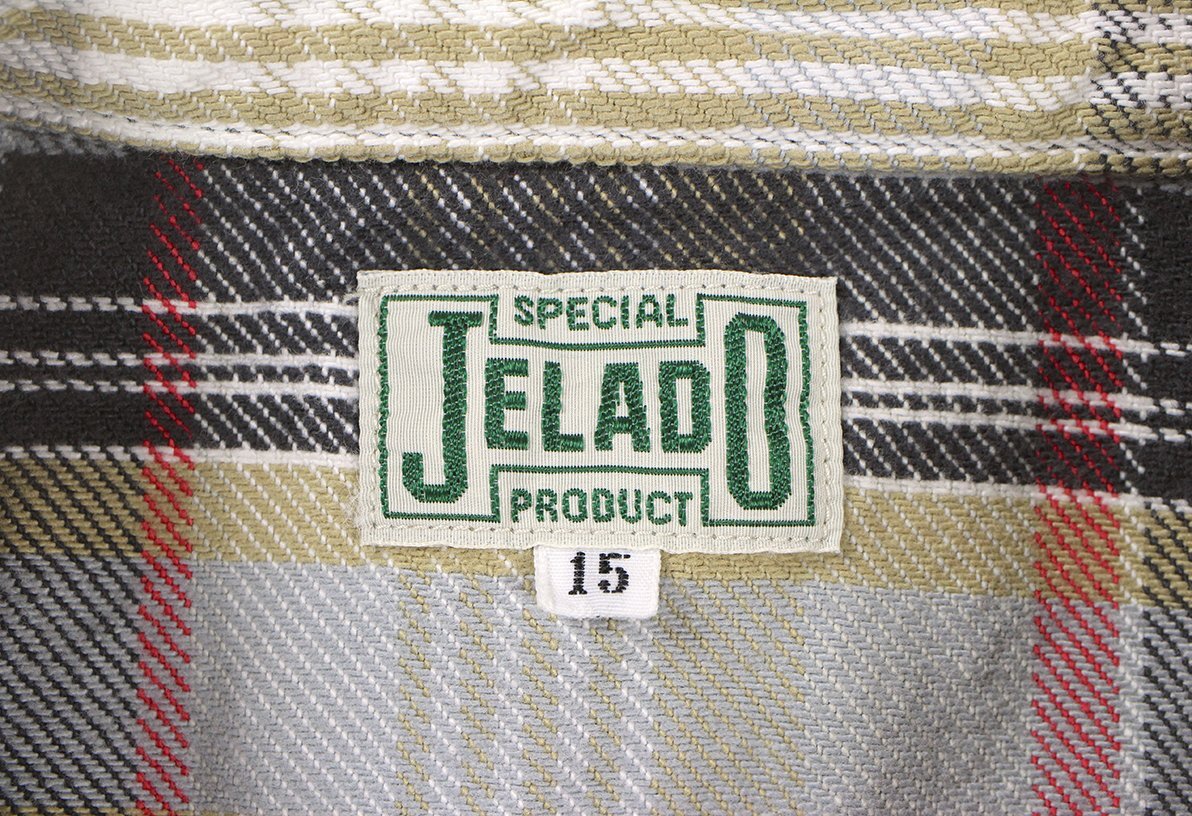 SPECIAL
JELADO
PRODUCT
15